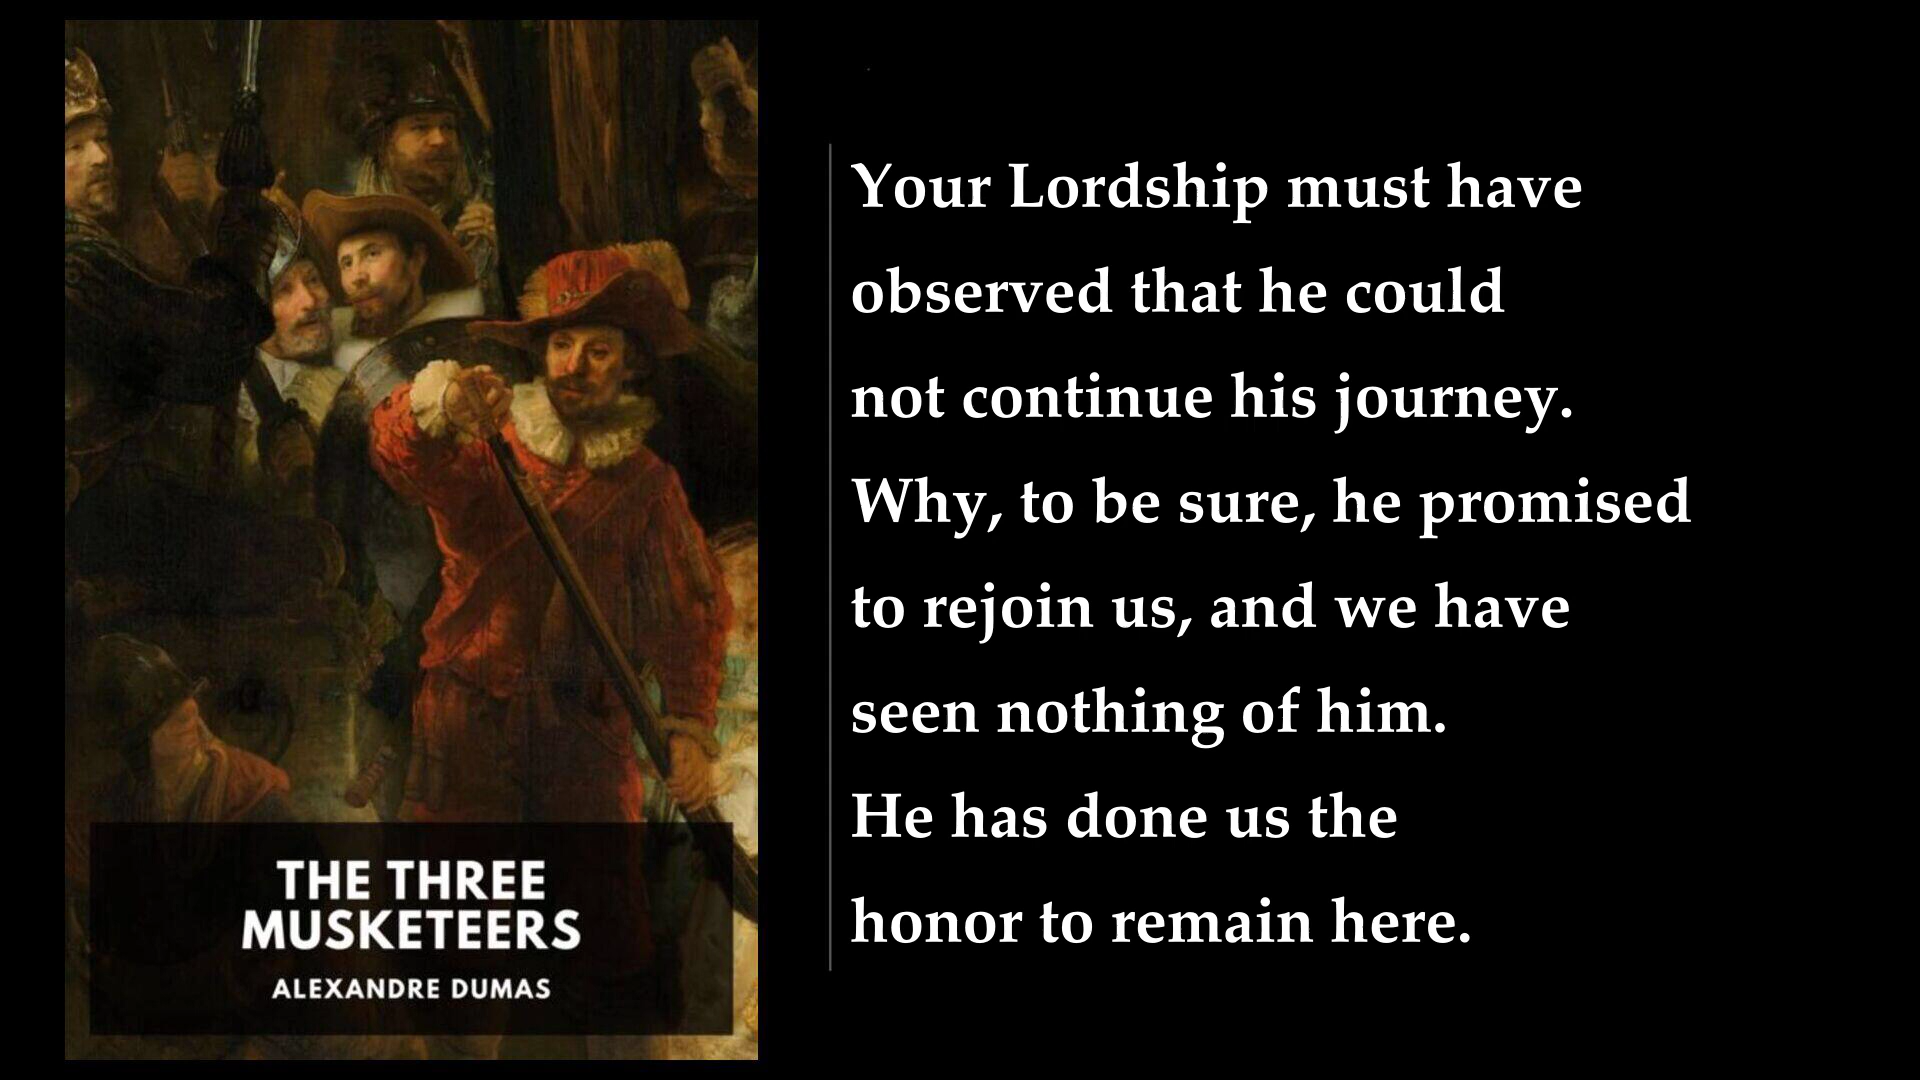 THE THREE
MUSKETEERS
ALEXANDRE DUMAS
Your Lordship must have
observed that he could
not continue his journey.
Why, to be sure, he promised
to rejoin us, and we have
seen nothing of him.
He has done us the
honor to remain here.